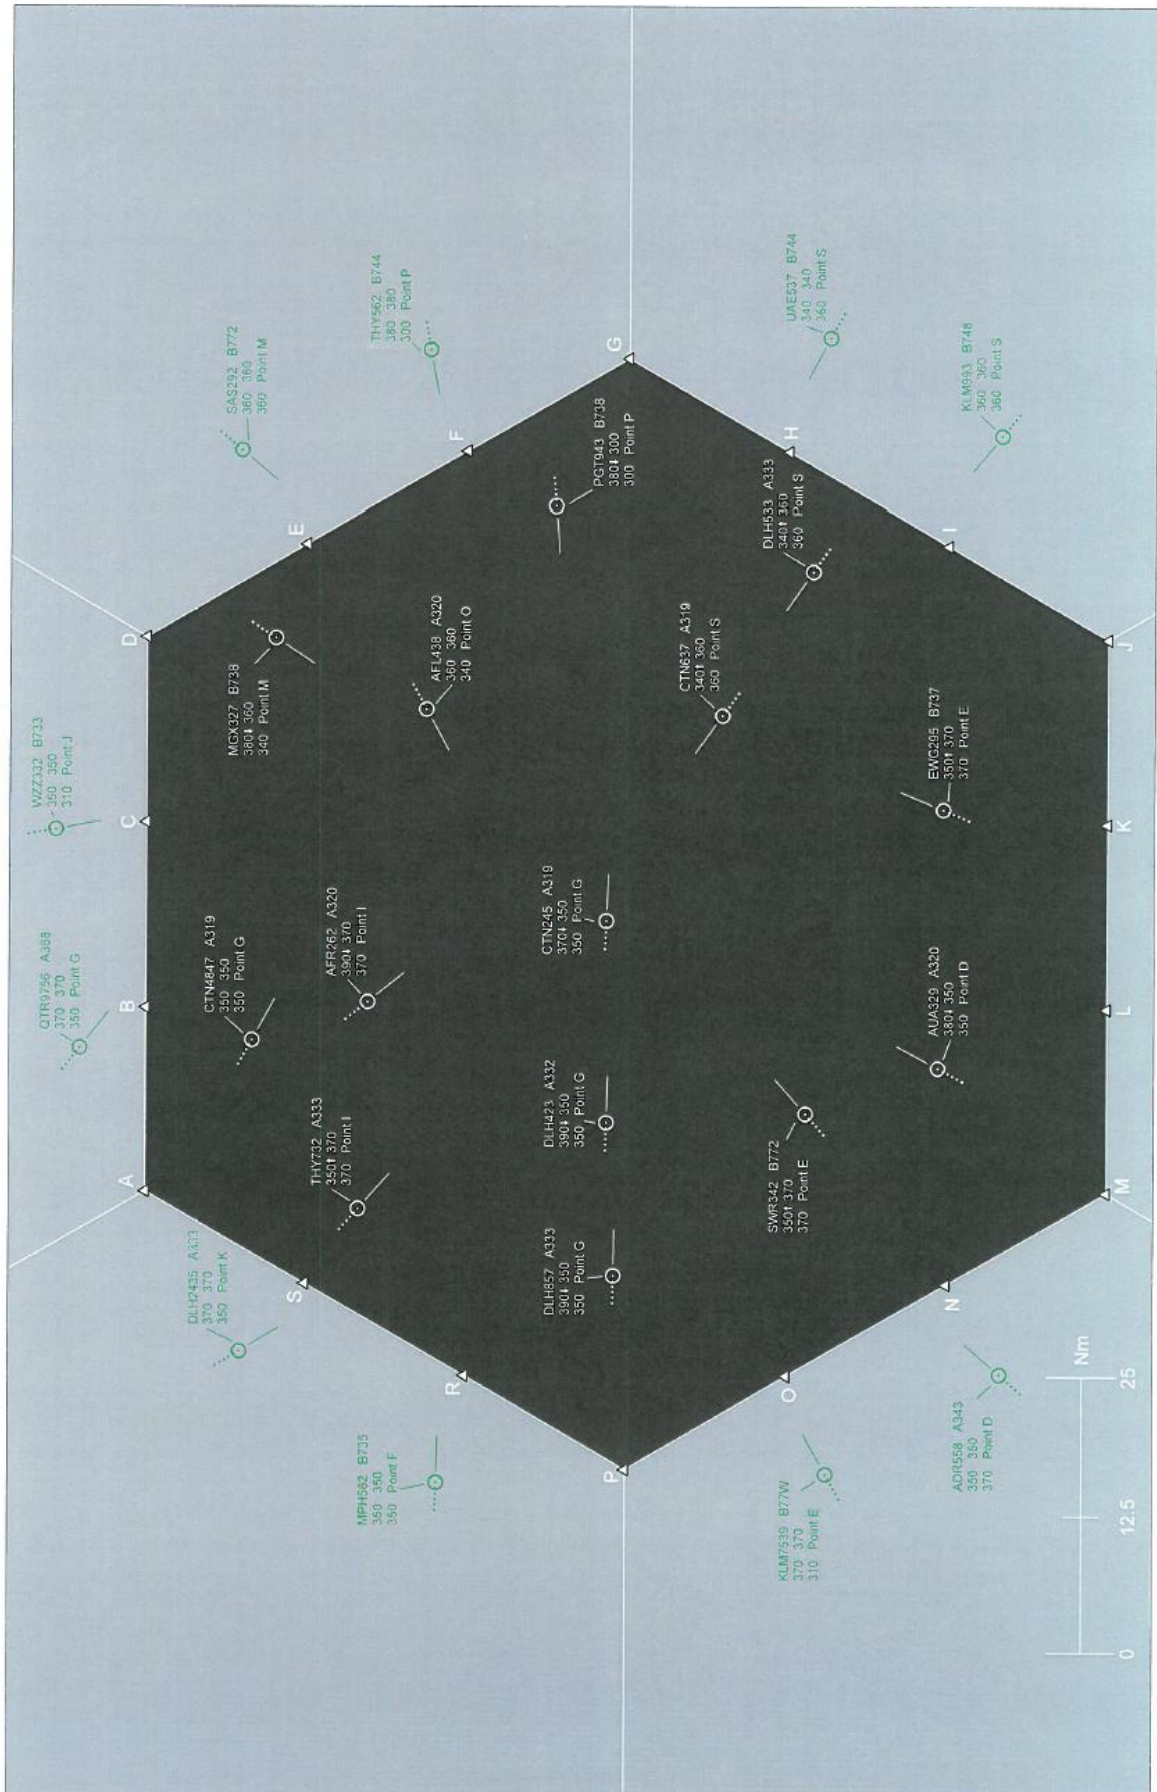 QTR9756 A388
370 370
350 Point G
WZZ332 B733
350 350
310 Point J
A
B
C
D
SAS292 B772
360 360
360 Point M
DLH2435 A333
370 370
350 Point K
CTN4847 A319
350 350
350 Point G
MGX327 B738
380↓ 360
340 Point M
S
E
THY732 A333
350↑ 370
370 Point I
AFR262 A320
390↓ 370
370 Point I
THY562 B744
380 380
300 Point P
MPH562 B735
350 350
350 Point F
R
AFL438 A320
360 360
340 Point O
F
DLH857 A333
390↓ 350
350 Point G
DLH423 A332
390↓ 350
350 Point G
CTN245 A319
370↓ 350
350 Point G
PGT943 B738
380↓ 300
300 Point P
P
G
CTN637 A319
340↑ 360
360 Point S
DLH533 A333
340↑ 360
360 Point S
UAE537 B744
340 340
360 Point S
O
H
KLM7539 B77W
370 370
310 Point E
SWR342 B772
350↑ 370
370 Point E
AUA329 A320
380↓ 350
350 Point D
EWG295 B737
350↑ 370
370 Point E
KLM993 B748
360 360
360 Point S
N
I
ADR558 A343
350 350
370 Point D
M
L
K
J
0 12.5 25 Nm